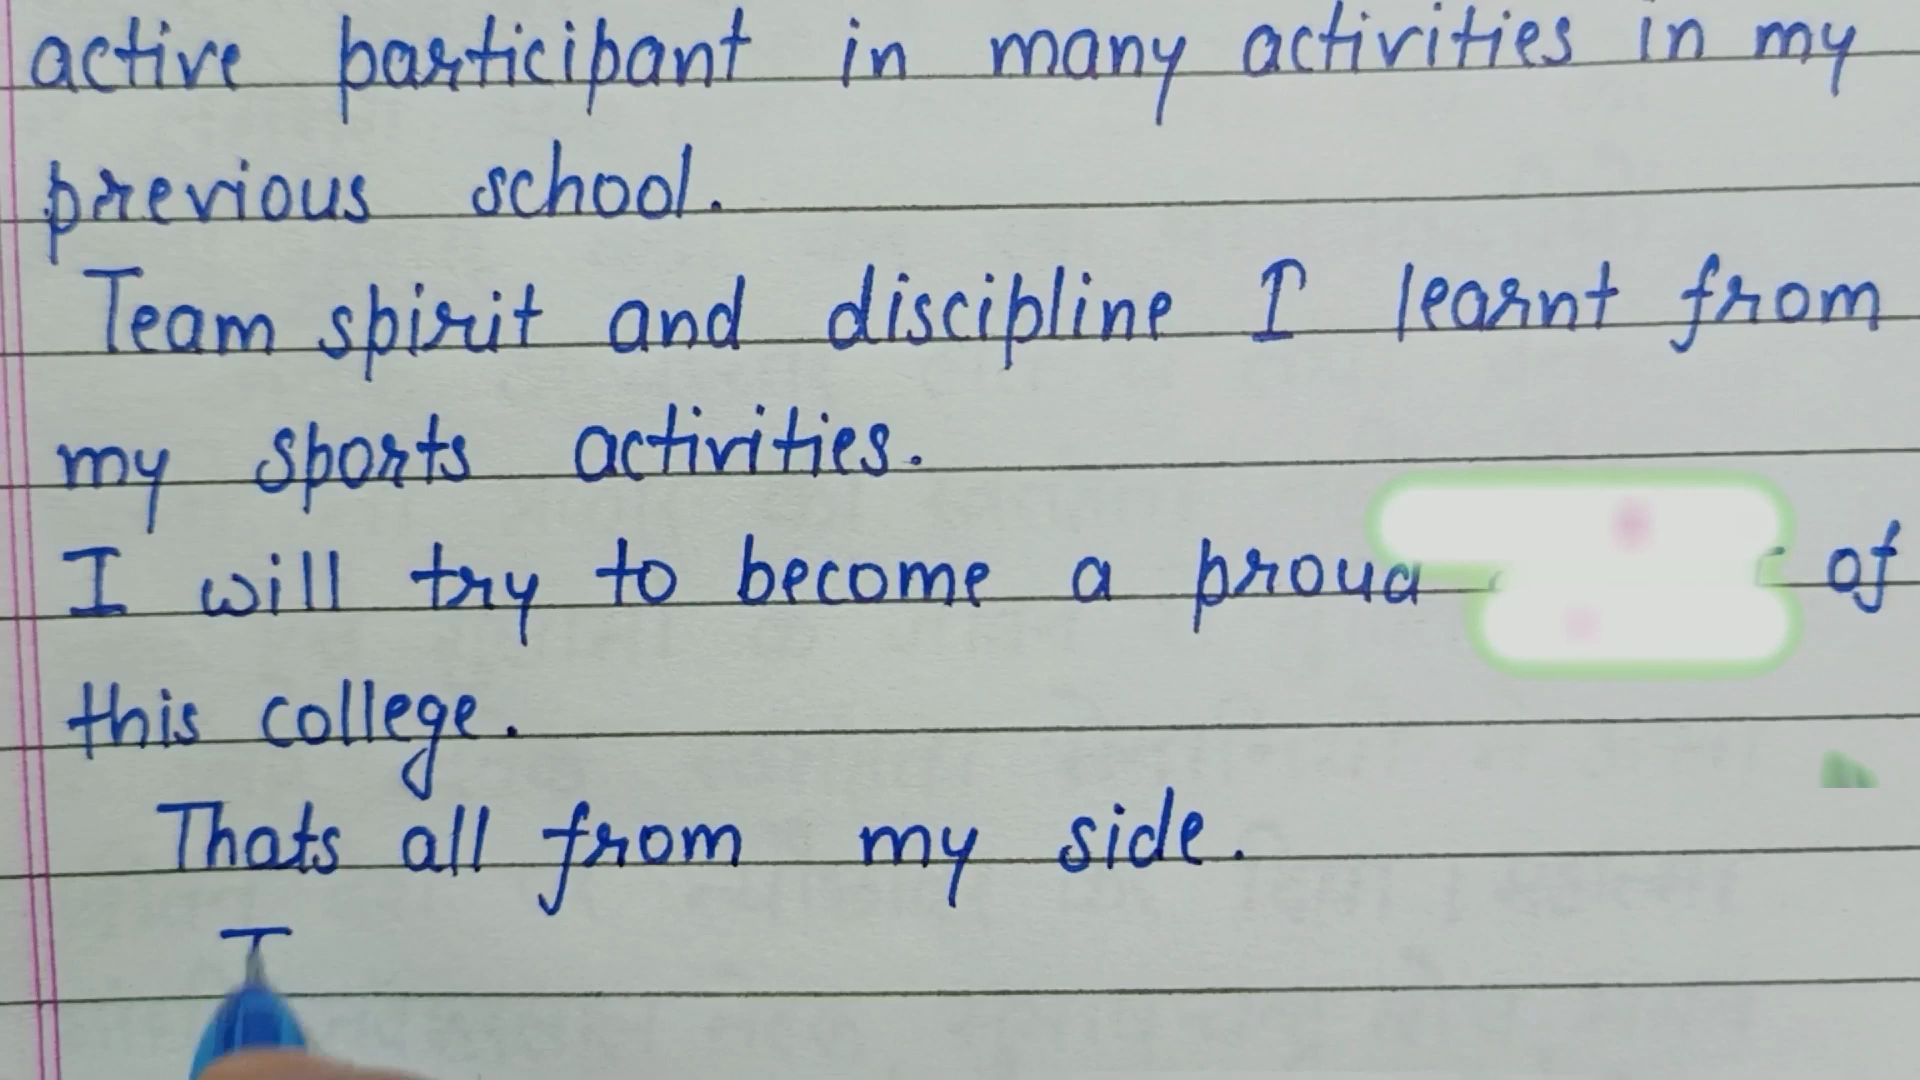 active participant in many activities in my
previous school.
Team spirit and discipline I learnt from
my sports activities.
I will try to become a proud of
this college.
Thats all from my side.
T